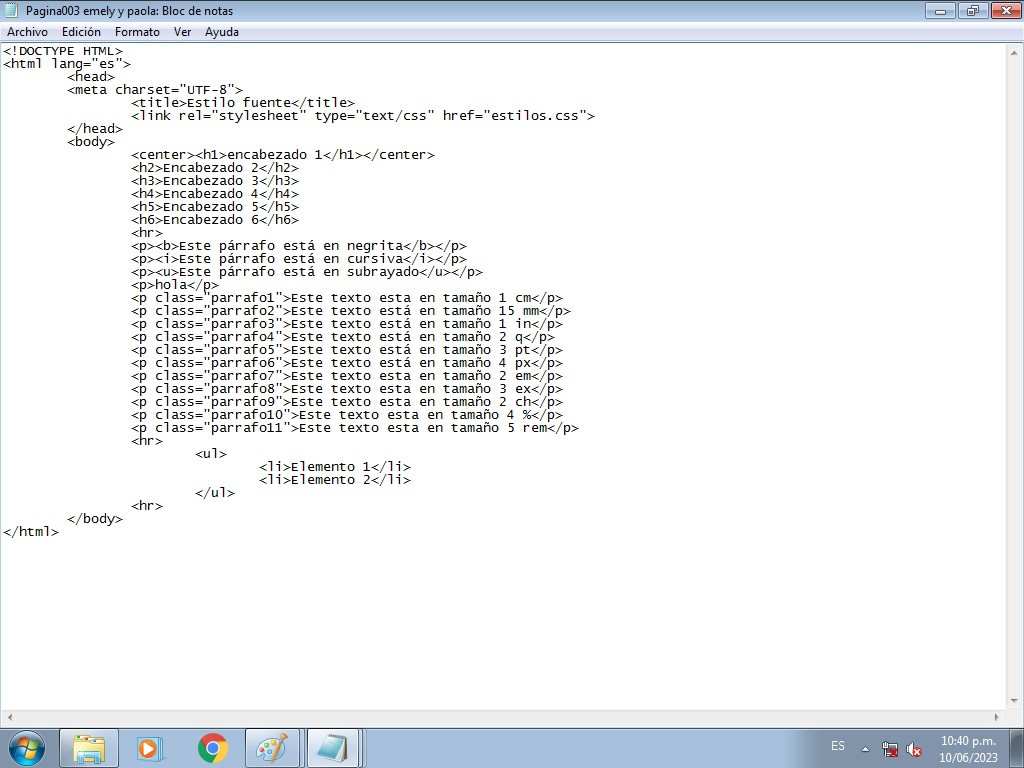 Pagina003 emely y paola: Bloc de notas
Archivo Edición Formato Ver Ayuda
<!DOCTYPE HTML>
<html lang="es">
<head>
<meta charset="UTF-8">
<title>Estilo fuente</title>
<link rel="stylesheet" type="text/css" href="estilos.css">
</head>
<body>
<center><h1>encabezado 1</h1></center>
<h2>Encabezado 2</h2>
<h3>Encabezado 3</h3>
<h4>Encabezado 4</h4>
<h5>Encabezado 5</h5>
<h6>Encabezado 6</h6>
<hr>
<p><b>Este párrafo está en negrita</b></p>
<p><i>Este párrafo está en cursiva</i></p>
<p><u>Este párrafo está en subrayado</u></p>
<p>hola</p>
<p class="parrafo1">Este texto esta en tamaño 1 cm</p>
<p class="parrafo2">Este texto está en tamaño 15 mm</p>
<p class="parrafo3">Este texto está en tamaño 1 in</p>
<p class="parrafo4">Este texto está en tamaño 2 q</p>
<p class="parrafo5">Este texto está en tamaño 3 pt</p>
<p class="parrafo6">Este texto está en tamaño 4 px</p>
<p class="parrafo7">Este texto esta en tamaño 2 em</p>
<p class="parrafo8">Este texto esta en tamaño 3 ex</p>
<p class="parrafo9">Este texto esta en tamaño 2 ch</p>
<p class="parrafo10">Este texto esta en tamaño 4 %</p>
<p class="parrafo11">Este texto esta en tamaño 5 rem</p>
<hr>
<ul>
<li>Elemento 1</li>
<li>Elemento 2</li>
</ul>
<hr>
</body>
</html>
ES
10:40 p.m.
10/06/2023